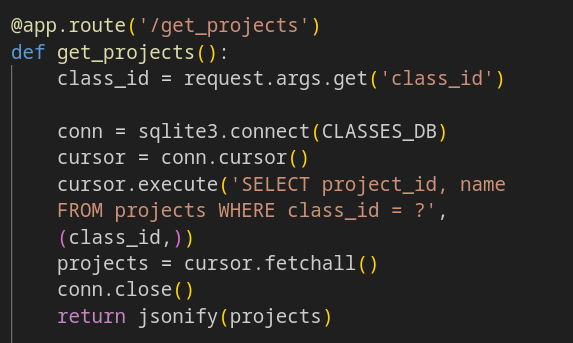 @app.route('/get_projects')
def get_projects():
    class_id = request.args.get('class_id')

    conn = sqlite3.connect(CLASSES_DB)
    cursor = conn.cursor()
    cursor.execute('SELECT project_id, name
    FROM projects WHERE class_id = ?',
    (class_id,))
    projects = cursor.fetchall()
    conn.close()
    return jsonify(projects)